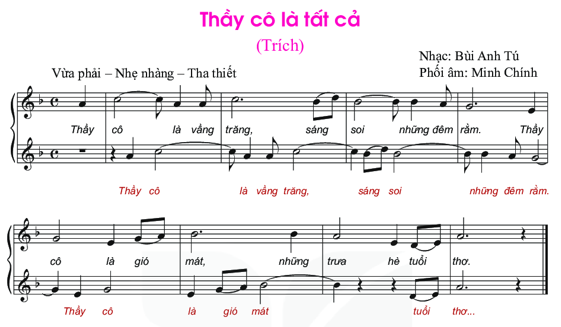 Thầy cô là tất cả
(Trích)
Nhạc: Bùi Anh Tú
Vừa phải – Nhẹ nhàng – Tha thiết
Phối âm: Minh Chính
Thầy cô là vầng trăng, sáng soi những đêm rằm. Thầy
Thầy cô là vầng trăng, sáng soi những đêm rằm.
cô là gió mát, những trưa hè tuổi thơ.
Thầy cô là gió mát tuổi thơ...